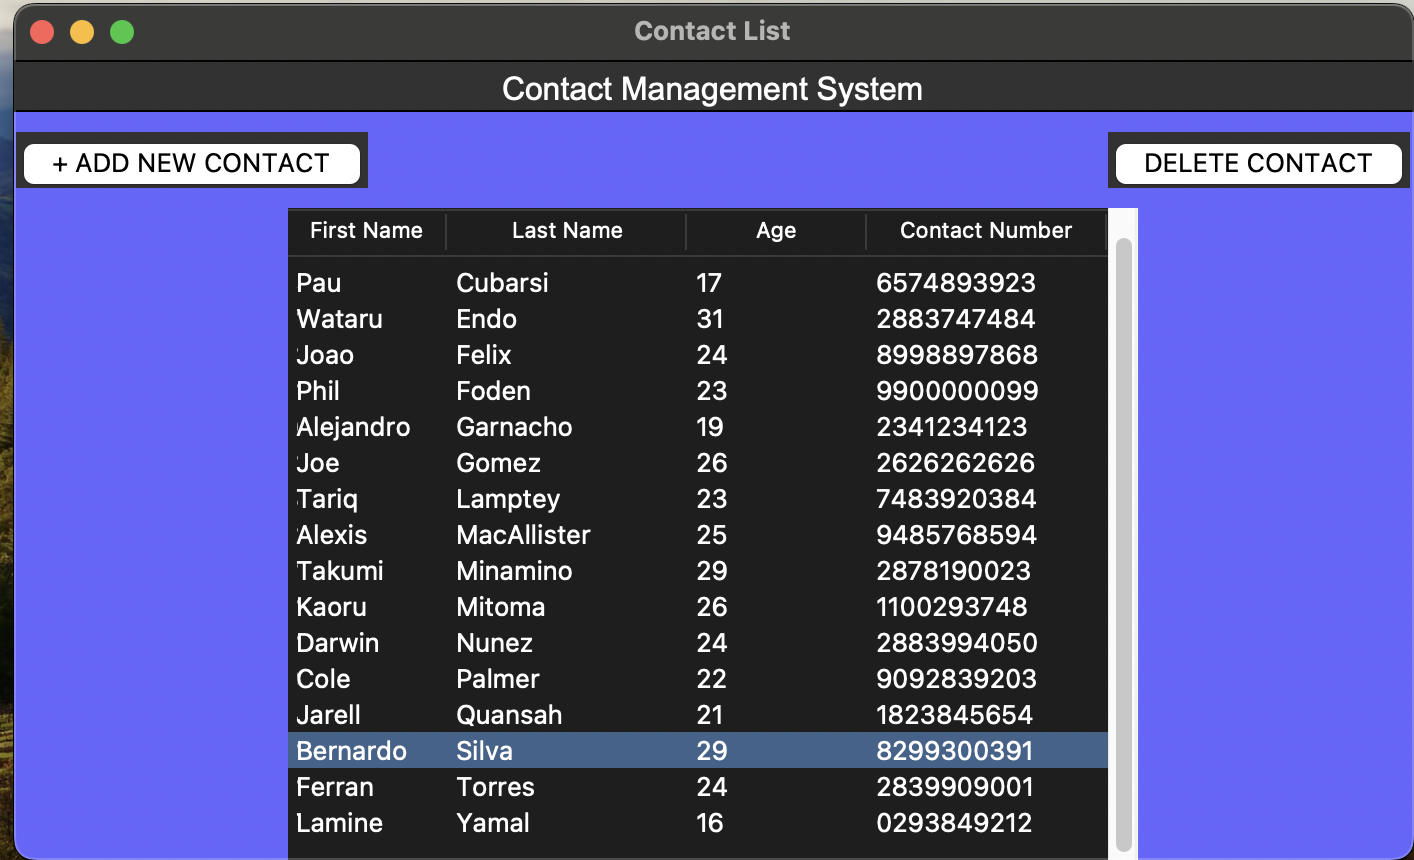 Contact List
Contact Management System
+ ADD NEW CONTACT DELETE CONTACT
First Name Last Name Age Contact Number
Pau Cubarsi 17 6574893923
Wataru Endo 31 2883747484
Joao Felix 24 8998897868
Phil Foden 23 9900000099
Alejandro Garnacho 19 2341234123
Joe Gomez 26 2626262626
Tariq Lamptey 23 7483920384
Alexis MacAllister 25 9485768594
Takumi Minamino 29 2878190023
Kaoru Mitoma 26 1100293748
Darwin Nunez 24 2883994050
Cole Palmer 22 9092839203
Jarell Quansah 21 1823845654
Bernardo Silva 29 8299300391
Ferran Torres 24 2839909001
Lamine Yamal 16 0293849212